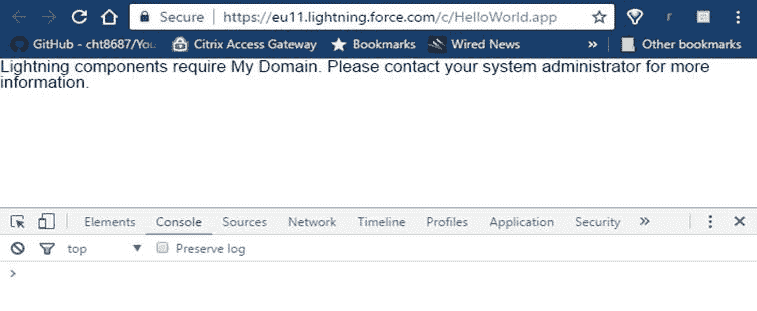 Secure | https://eu11.lightning.force.com/c/HelloWorld.app
GitHub - cht8687/You Citrix Access Gateway Bookmarks Wired News » Other bookmarks
Lightning components require My Domain. Please contact your system administrator for more
information.
Elements Console Sources Network Timeline Profiles Application Security »
top Preserve log
>